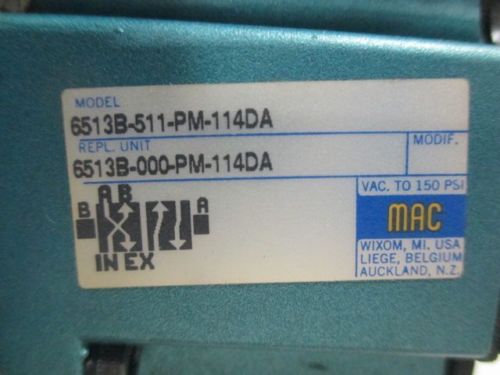 MODEL
6513B-511-PM-114DA
REPL. UNIT
MODIF.
6513B-000-PM-114DA
VAC. TO 150 PSI
A B
B A
IN EX
MAC
WIXOM, MI. USA
LIEGE, BELGIUM
AUCKLAND, N.Z.